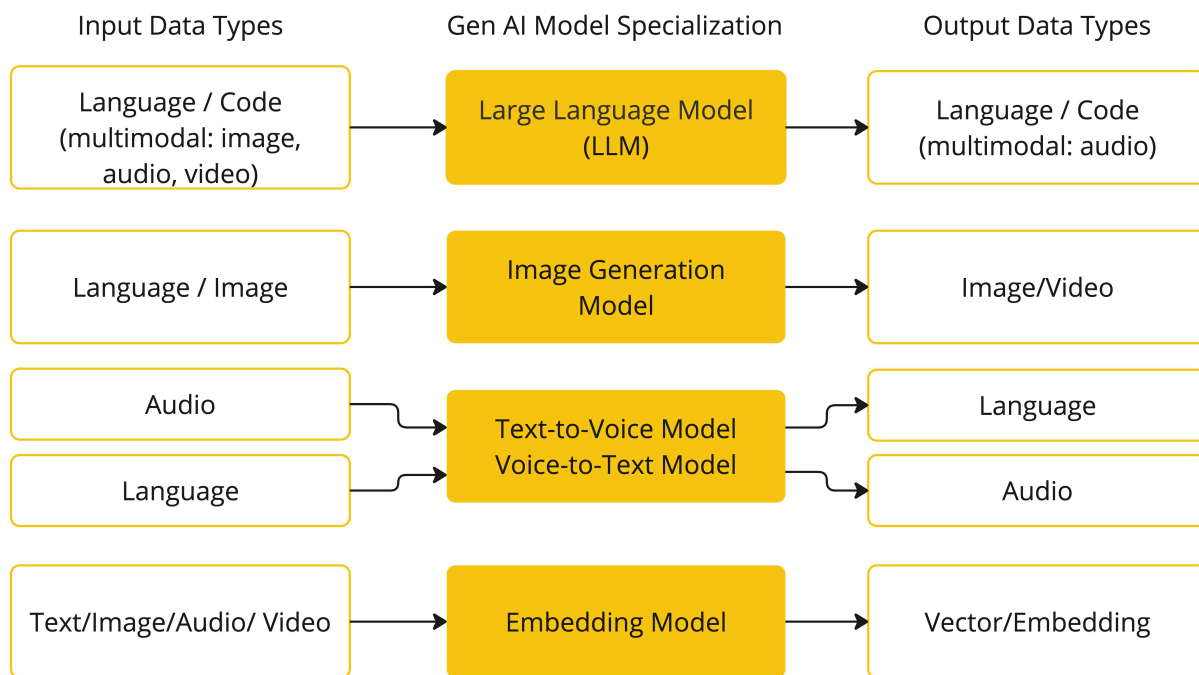 Input Data Types
Gen AI Model Specialization
Output Data Types
Language / Code
(multimodal: image,
audio, video)
Large Language Model
(LLM)
Language / Code
(multimodal: audio)
Language / Image
Image Generation
Model
Image/Video
Audio
Language
Text-to-Voice Model
Voice-to-Text Model
Language
Audio
Text/Image/Audio/ Video
Embedding Model
Vector/Embedding